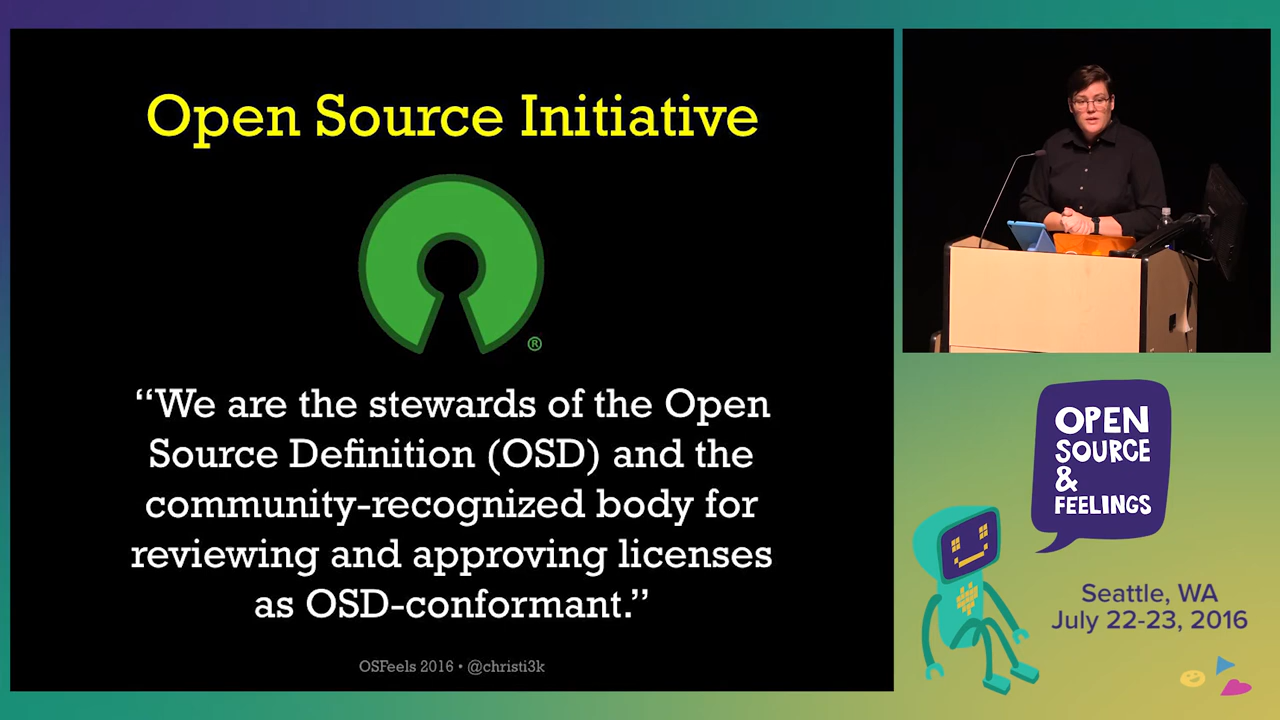 Open Source Initiative
®
“We are the stewards of the Open
Source Definition (OSD) and the
community-recognized body for
reviewing and approving licenses
as OSD-conformant.”
OSFeels 2016 • @christi3k
OPEN
SOURCE
&
FEELINGS
Seattle, WA
July 22-23, 2016